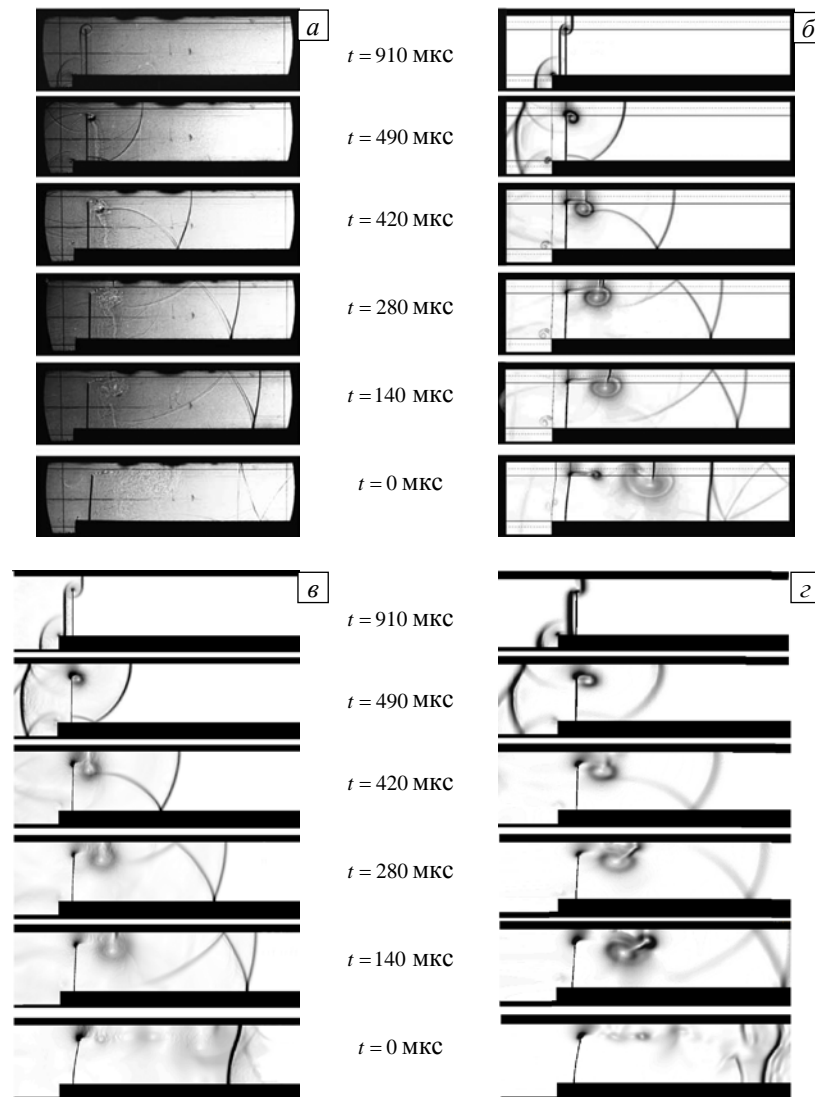 а
б
t = 910 мкс
t = 490 мкс
t = 420 мкс
t = 280 мкс
t = 140 мкс
t = 0 мкс
в
г
t = 910 мкс
t = 490 мкс
t = 420 мкс
t = 280 мкс
t = 140 мкс
t = 0 мкс